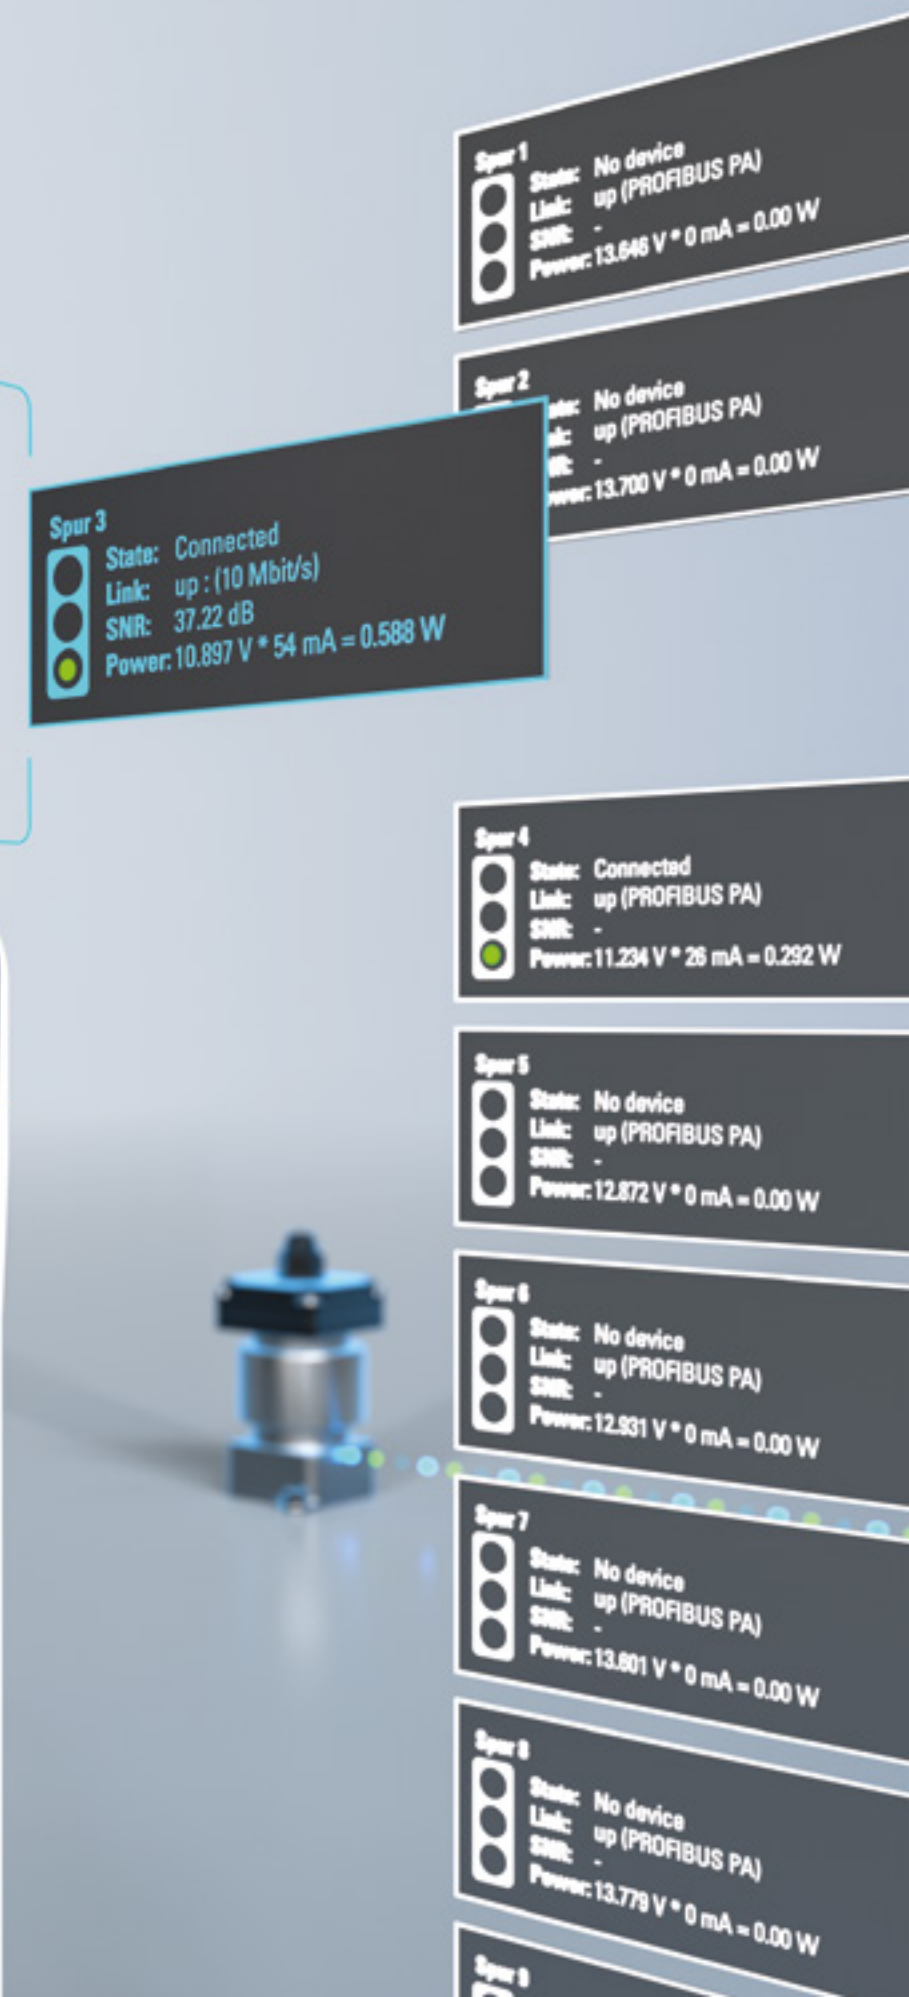 Spur 1
State: No device
Link: up (PROFIBUS PA)
SNR: -
Power: 13.646 V * 0 mA = 0.00 W
Spur 2
No device
up (PROFIBUS PA)
-
13.700 V * 0 mA = 0.00 W
Spur 3
State: Connected
Link: up : (10 Mbit/s)
SNR: 37.22 dB
Power: 10.897 V * 54 mA = 0.588 W
Spur 4
State: Connected
Link: up (PROFIBUS PA)
SNR: -
Power: 11.234 V * 26 mA = 0.292 W
Spur 5
State: No device
Link: up (PROFIBUS PA)
SNR: -
Power: 12.872 V * 0 mA = 0.00 W
Spur 6
State: No device
Link: up (PROFIBUS PA)
SNR: -
Power: 12.931 V * 0 mA = 0.00 W
Spur 7
State: No device
Link: up (PROFIBUS PA)
SNR: -
Power: 13.601 V * 0 mA = 0.00 W
Spur 8
State: No device
Link: up (PROFIBUS PA)
SNR: -
Power: 13.779 V * 0 mA = 0.00 W
Spur 9